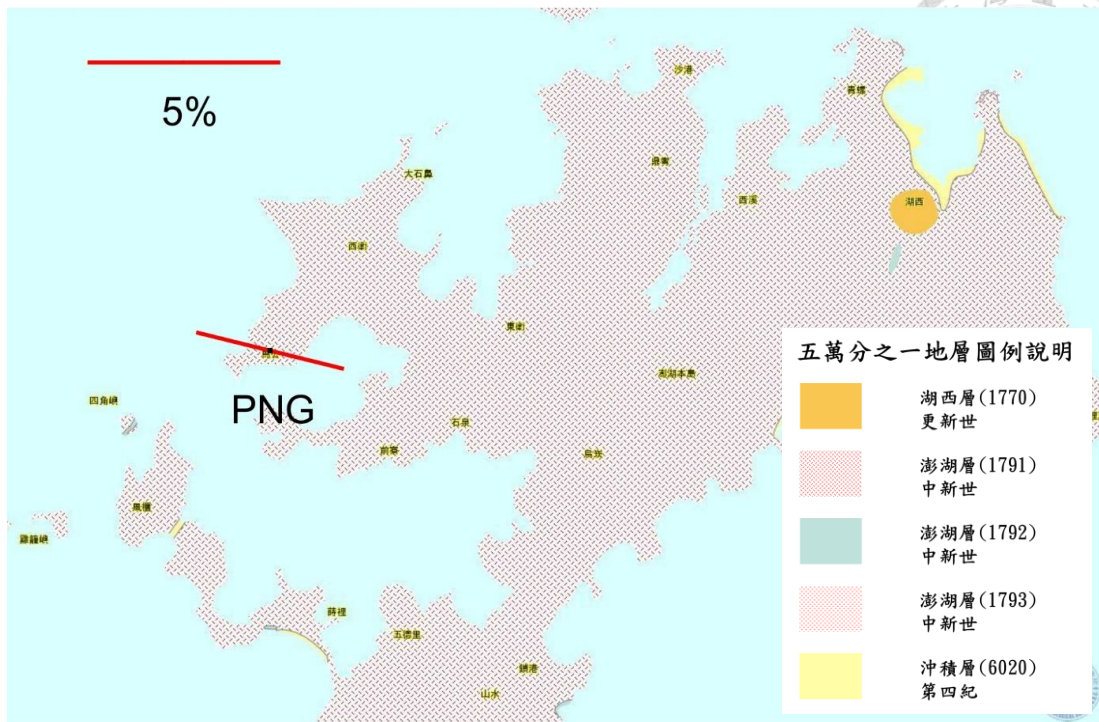 5%
沙港
青螺
大石鼻
湖西
西溪
西衛
東衛
PNG
澎湖本島
四角嶼
石泉
前寮
烏崁
風櫃
雞籠嶼
蒔裡
五德里
鎖港
山水
五萬分之一地層圖例說明
湖西層(1770)
更新世
澎湖層(1791)
中新世
澎湖層(1792)
中新世
澎湖層(1793)
中新世
沖積層(6020)
第四紀